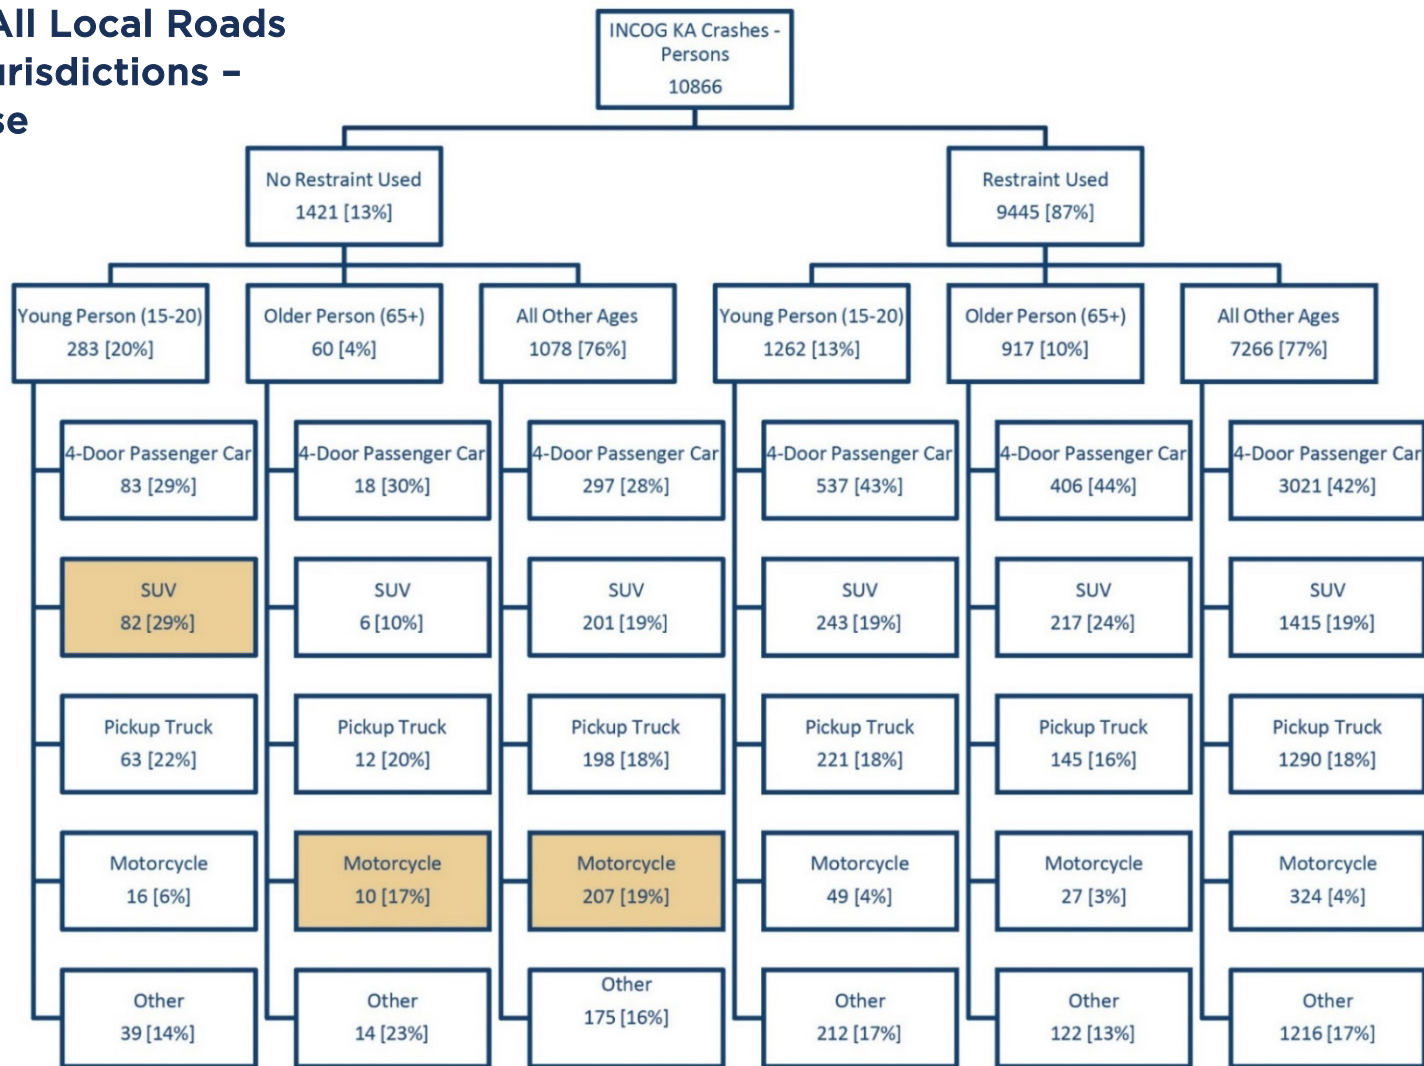 All Local Roads
urisdictions –
se
INCOG KA Crashes -
Persons
10866
No Restraint Used
1421 [13%]
Restraint Used
9445 [87%]
Young Person (15-20)
283 [20%]
Older Person (65+)
60 [4%]
All Other Ages
1078 [76%]
Young Person (15-20)
1262 [13%]
Older Person (65+)
917 [10%]
All Other Ages
7266 [77%]
4-Door Passenger Car
83 [29%]
4-Door Passenger Car
18 [30%]
4-Door Passenger Car
297 [28%]
4-Door Passenger Car
537 [43%]
4-Door Passenger Car
406 [44%]
4-Door Passenger Car
3021 [42%]
SUV
82 [29%]
SUV
6 [10%]
SUV
201 [19%]
SUV
243 [19%]
SUV
217 [24%]
SUV
1415 [19%]
Pickup Truck
63 [22%]
Pickup Truck
12 [20%]
Pickup Truck
198 [18%]
Pickup Truck
221 [18%]
Pickup Truck
145 [16%]
Pickup Truck
1290 [18%]
Motorcycle
16 [6%]
Motorcycle
10 [17%]
Motorcycle
207 [19%]
Motorcycle
49 [4%]
Motorcycle
27 [3%]
Motorcycle
324 [4%]
Other
39 [14%]
Other
14 [23%]
Other
175 [16%]
Other
212 [17%]
Other
122 [13%]
Other
1216 [17%]